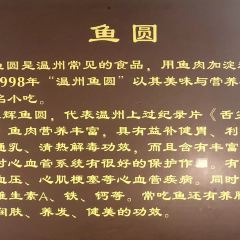 鱼圆
鱼圆是温州常见的食品，用鱼肉加淀
1998年“温州鱼圆”以其美味与营养
名小吃。
辉鱼圆，代表温州上过纪录片《舌
鱼肉营养丰富，具有益补健胃、利
通乳、清热解毒功效，而且含有丰富
对心血管系统有很好的保护作用。有
血压、心肌梗塞等心血管疾病。同时
维生素A、铁、钙等。常吃鱼还有养
润肤、养发、健美的功效。